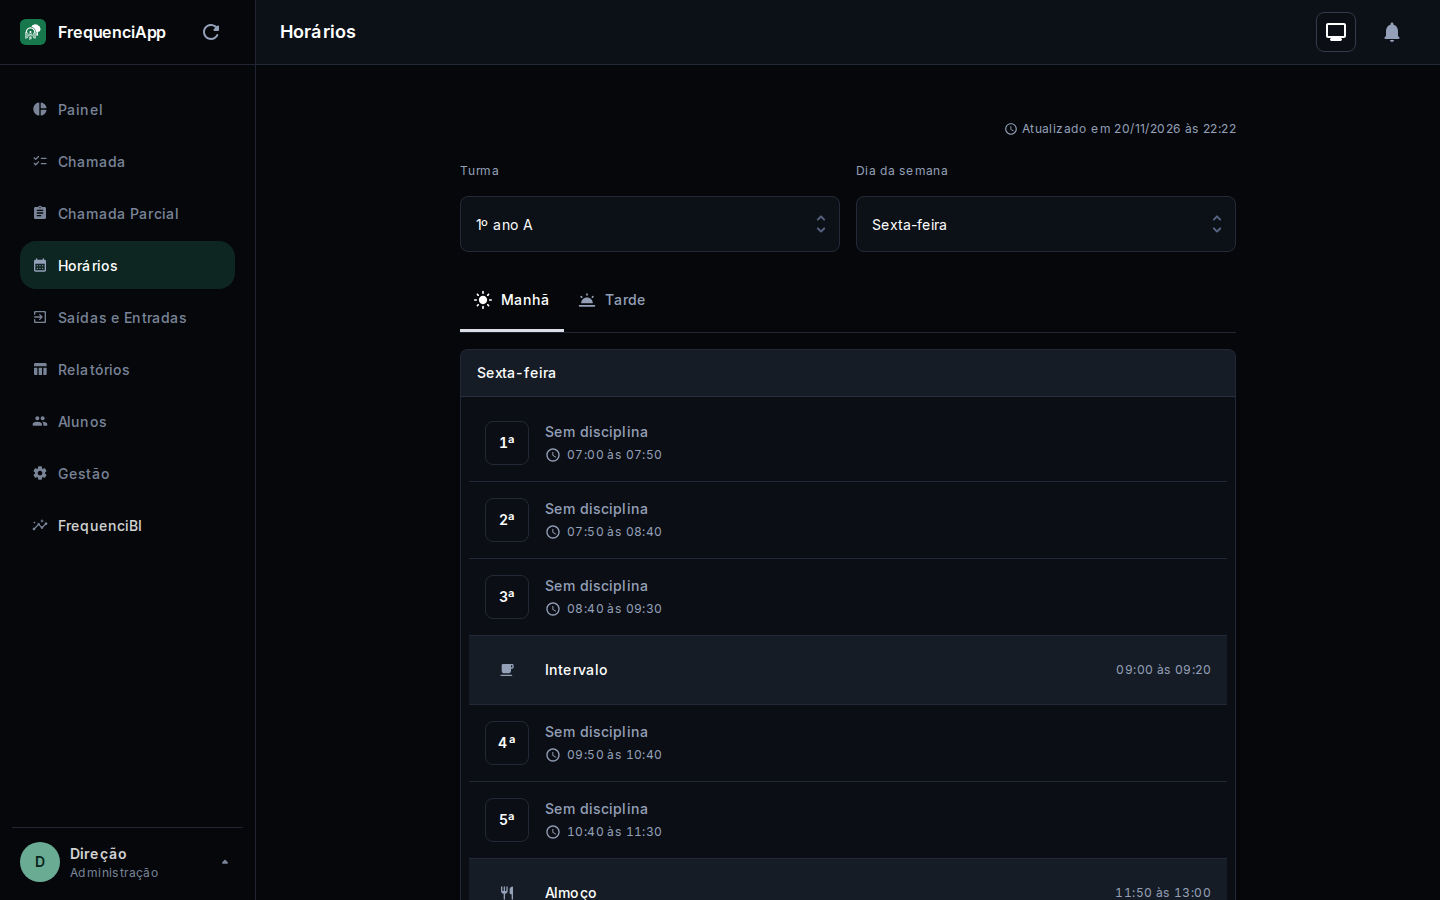 FrequenciApp
Horários
Painel
Chamada
Chamada Parcial
Horários
Saídas e Entradas
Relatórios
Alunos
Gestão
FrequenciBI
Direção
Administração
D
Atualizado em 20/11/2026 às 22:22
Turma
Dia da semana
1º ano A
Sexta-feira
Manhã
Tarde
Sexta-feira
1ª
Sem disciplina
07:00 às 07:50
2ª
Sem disciplina
07:50 às 08:40
3ª
Sem disciplina
08:40 às 09:30
Intervalo
09:00 às 09:20
4ª
Sem disciplina
09:50 às 10:40
5ª
Sem disciplina
10:40 às 11:30
Almoço
11:50 às 13:00